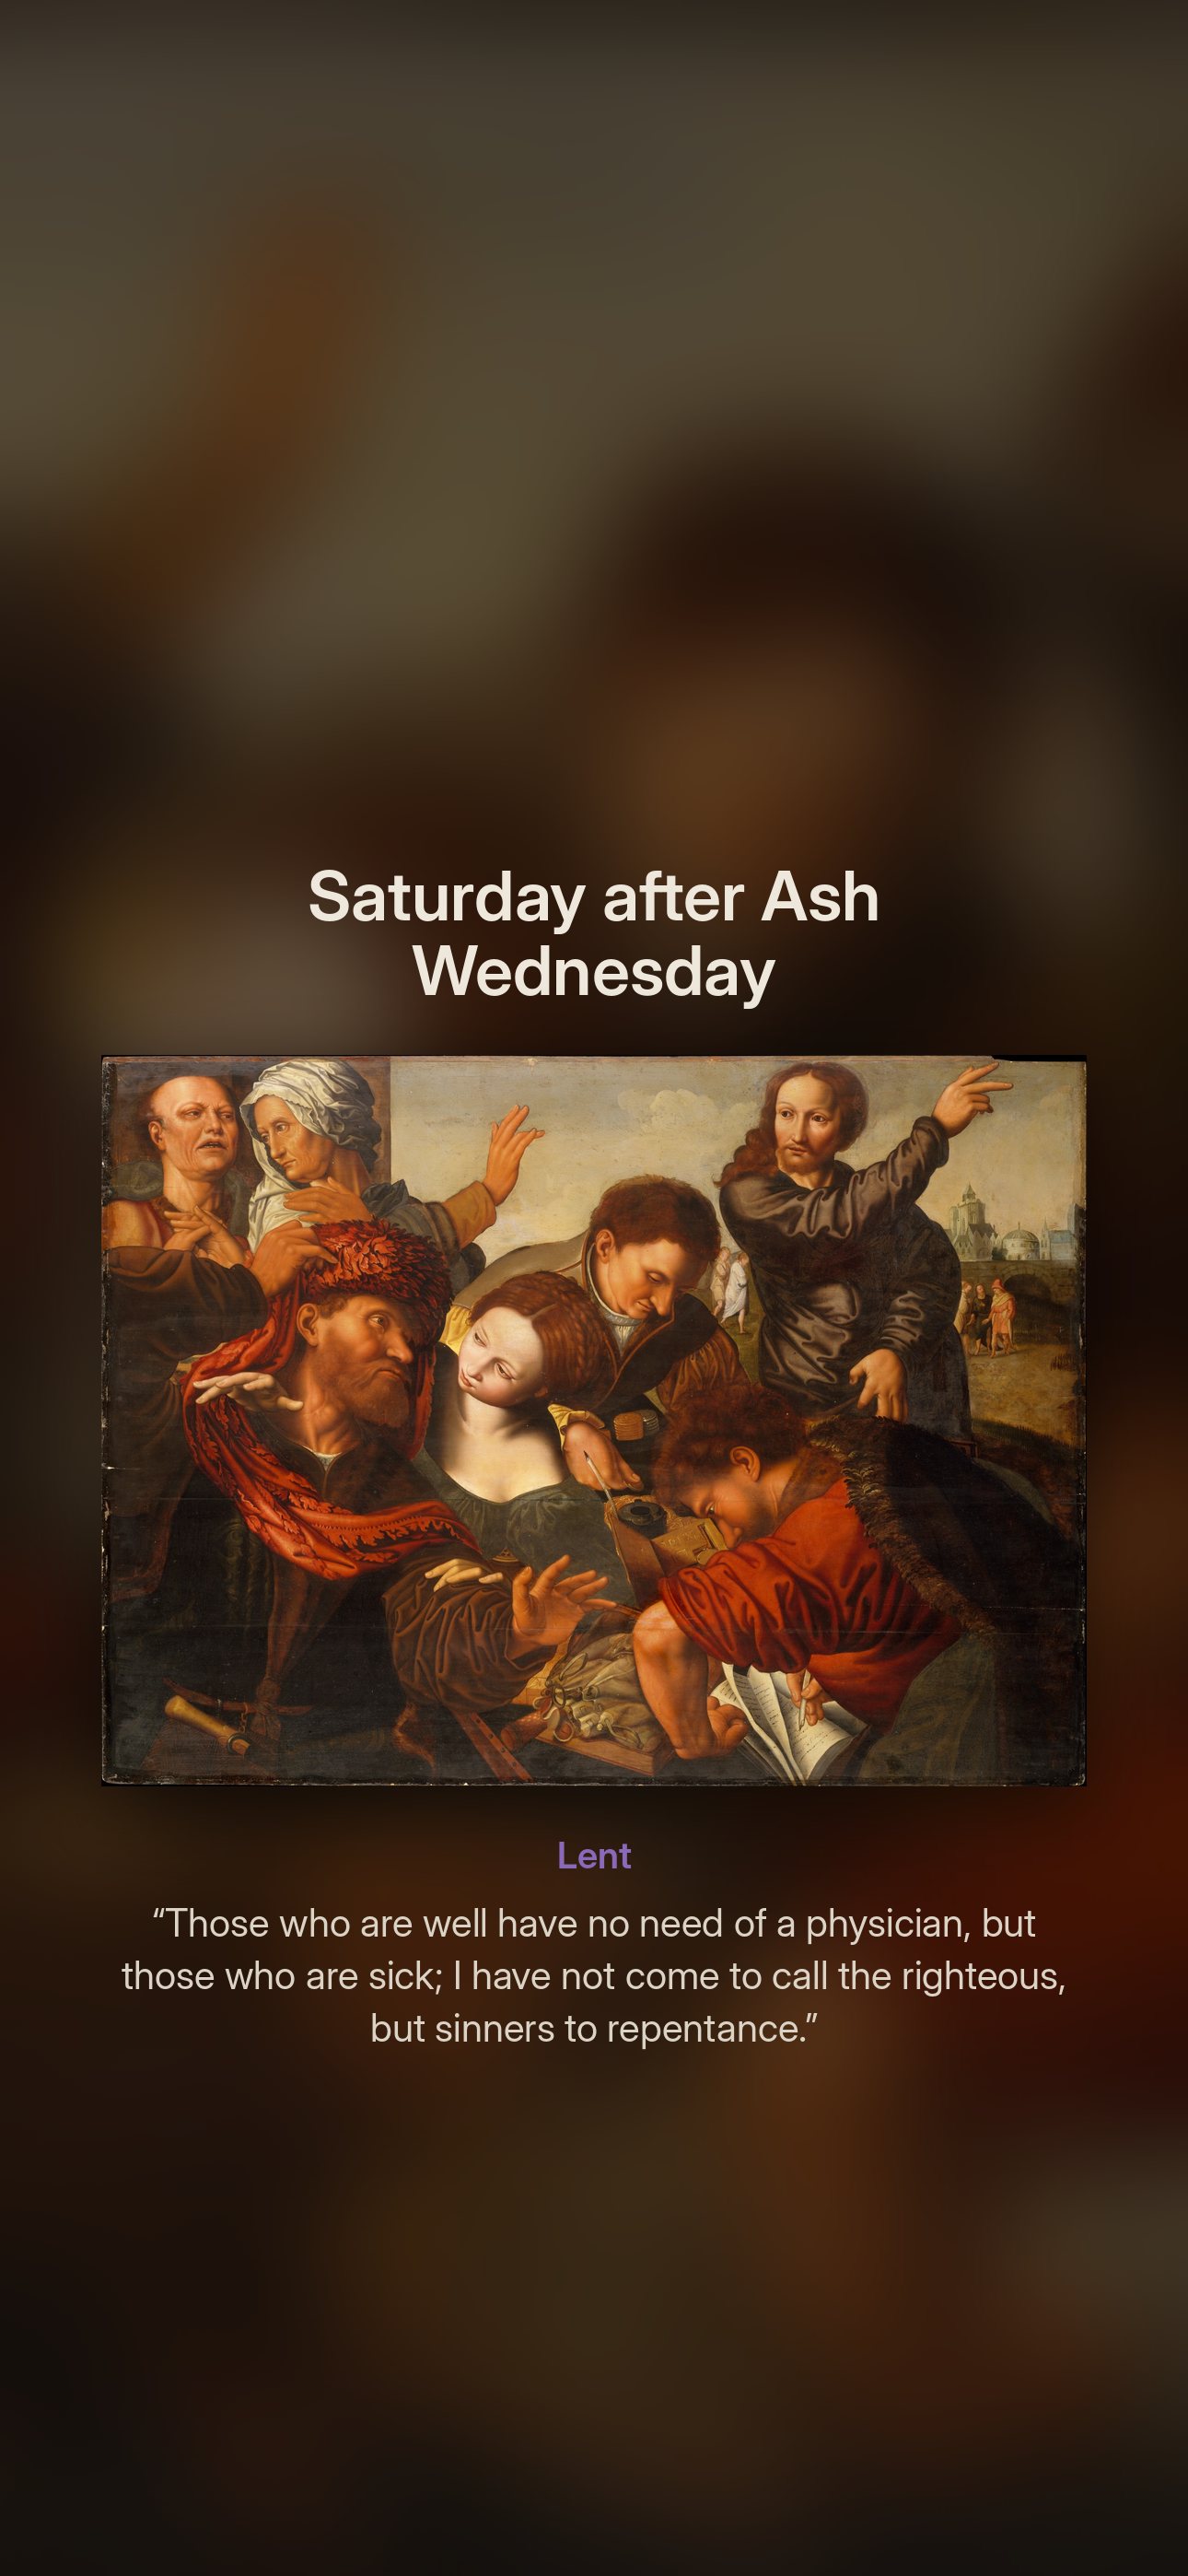 Saturday after Ash
Wednesday
Lent
“Those who are well have no need of a physician, but
those who are sick; I have not come to call the righteous,
but sinners to repentance.”